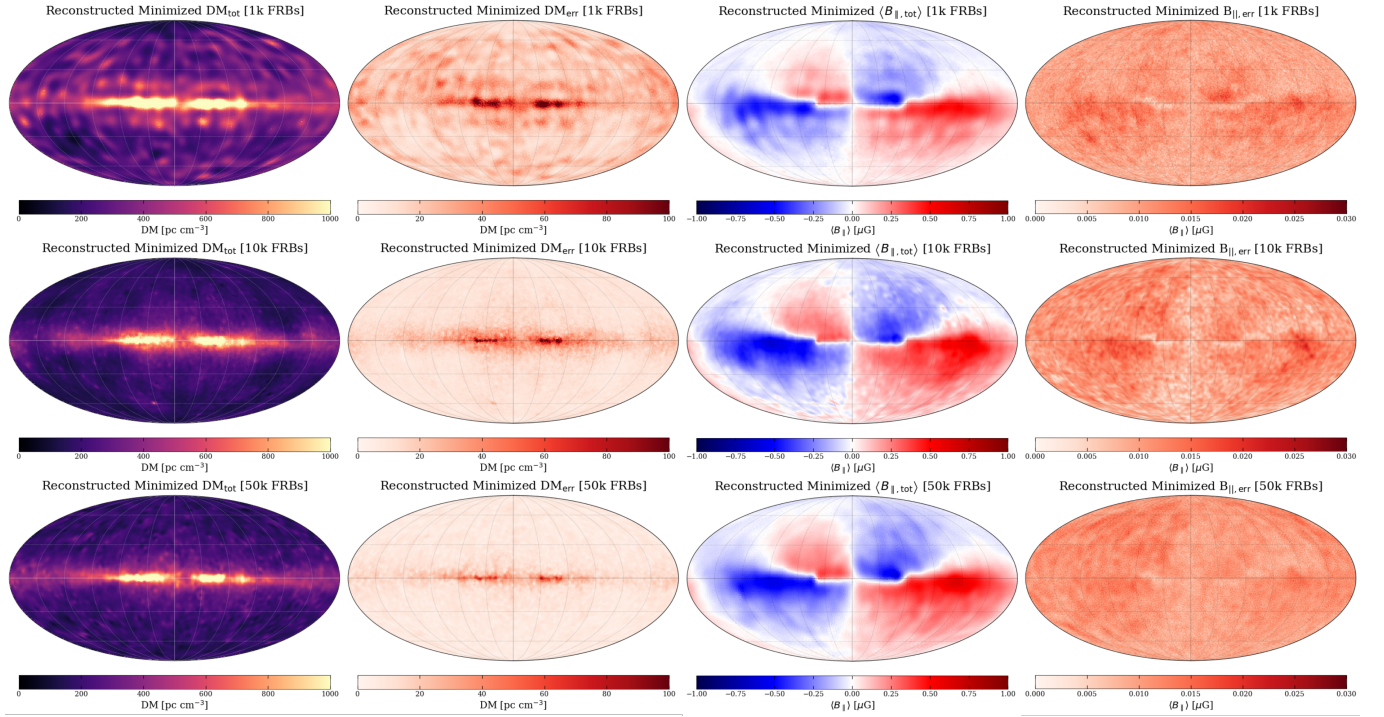 Reconstructed Minimized DM_tot [1k FRBs]
Reconstructed Minimized DM_err [1k FRBs]
Reconstructed Minimized ⟨B_∥,tot⟩ [1k FRBs]
Reconstructed Minimized B_||,err [1k FRBs]
0 200 400 600 800 1000
0 20 40 60 80 100
−1.00 −0.75 −0.50 −0.25 0.00 0.25 0.50 0.75 1.00
0.000 0.005 0.010 0.015 0.020 0.025 0.030
DM [pc cm⁻³]
DM [pc cm⁻³]
⟨B_∥⟩ [μG]
⟨B_∥⟩ [μG]
Reconstructed Minimized DM_tot [10k FRBs]
Reconstructed Minimized DM_err [10k FRBs]
Reconstructed Minimized ⟨B_∥,tot⟩ [10k FRBs]
Reconstructed Minimized B_||,err [10k FRBs]
0 200 400 600 800 1000
0 20 40 60 80 100
−1.00 −0.75 −0.50 −0.25 0.00 0.25 0.50 0.75 1.00
0.000 0.005 0.010 0.015 0.020 0.025 0.030
DM [pc cm⁻³]
DM [pc cm⁻³]
⟨B_∥⟩ [μG]
⟨B_∥⟩ [μG]
Reconstructed Minimized DM_tot [50k FRBs]
Reconstructed Minimized DM_err [50k FRBs]
Reconstructed Minimized ⟨B_∥,tot⟩ [50k FRBs]
Reconstructed Minimized B_||,err [50k FRBs]
0 200 400 600 800 1000
0 20 40 60 80 100
−1.00 −0.75 −0.50 −0.25 0.00 0.25 0.50 0.75 1.00
0.000 0.005 0.010 0.015 0.020 0.025 0.030
DM [pc cm⁻³]
DM [pc cm⁻³]
⟨B_∥⟩ [μG]
⟨B_∥⟩ [μG]